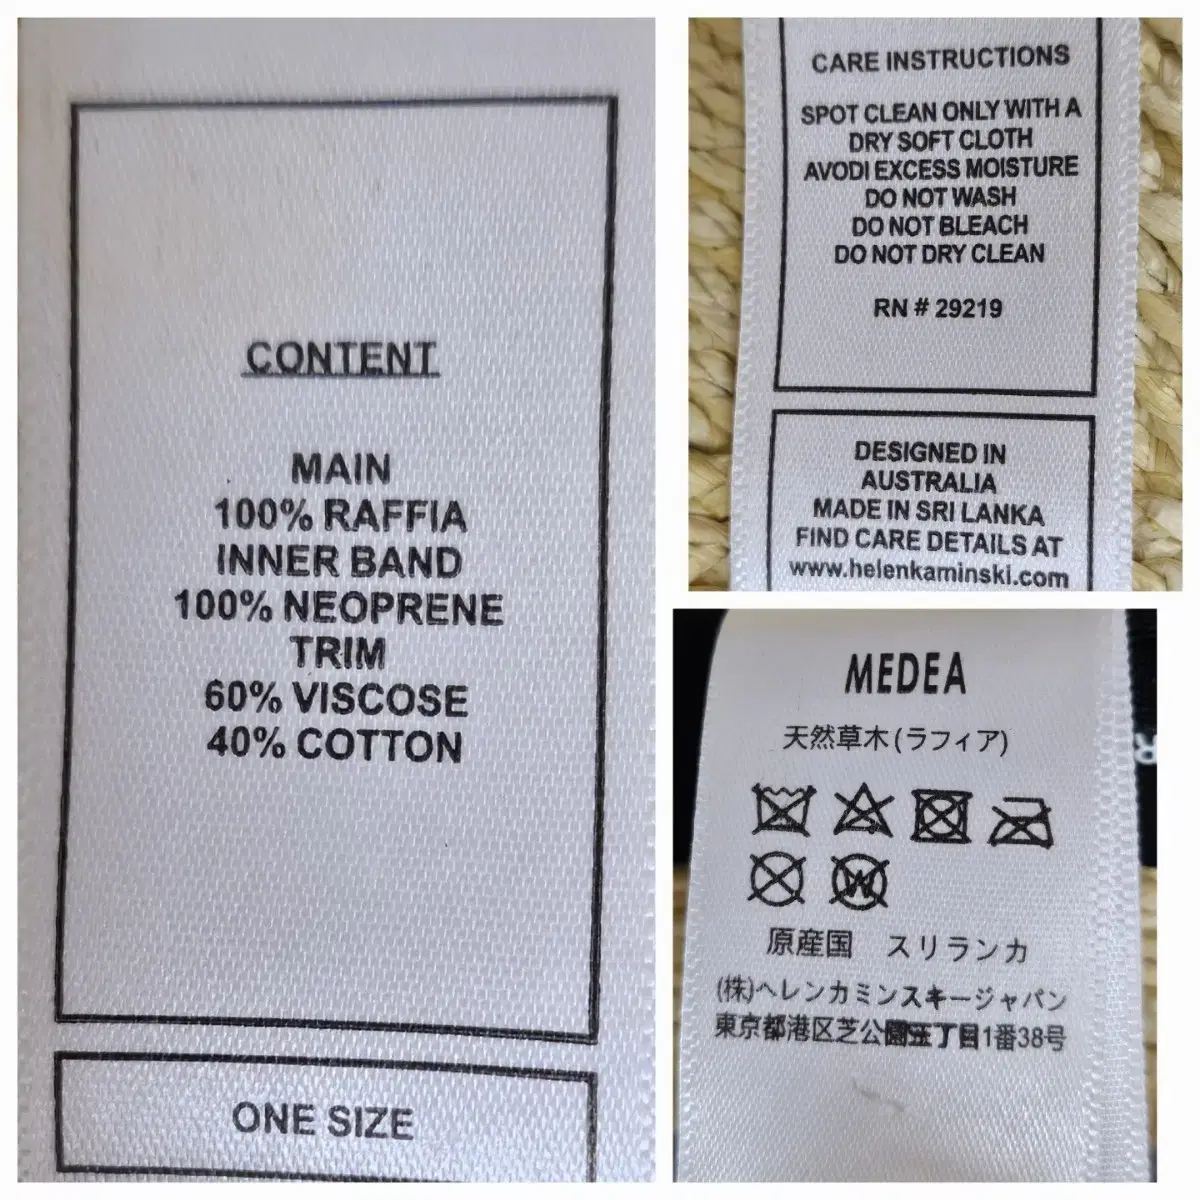 CONTENT
MAIN
100% RAFFIA
INNER BAND
100% NEOPRENE
TRIM
60% VISCOSE
40% COTTON
ONE SIZE
CARE INSTRUCTIONS
SPOT CLEAN ONLY WITH A
DRY SOFT CLOTH
AVODI EXCESS MOISTURE
DO NOT WASH
DO NOT BLEACH
DO NOT DRY CLEAN
RN # 29219
DESIGNED IN
AUSTRALIA
MADE IN SRI LANKA
FIND CARE DETAILS AT
www.helenkaminski.com
MEDEA
天然草木(ラフィア)
W
原産国 スリランカ
(株)ヘレンカミンスキージャパン
東京都港区芝公園三丁目1番38号
R